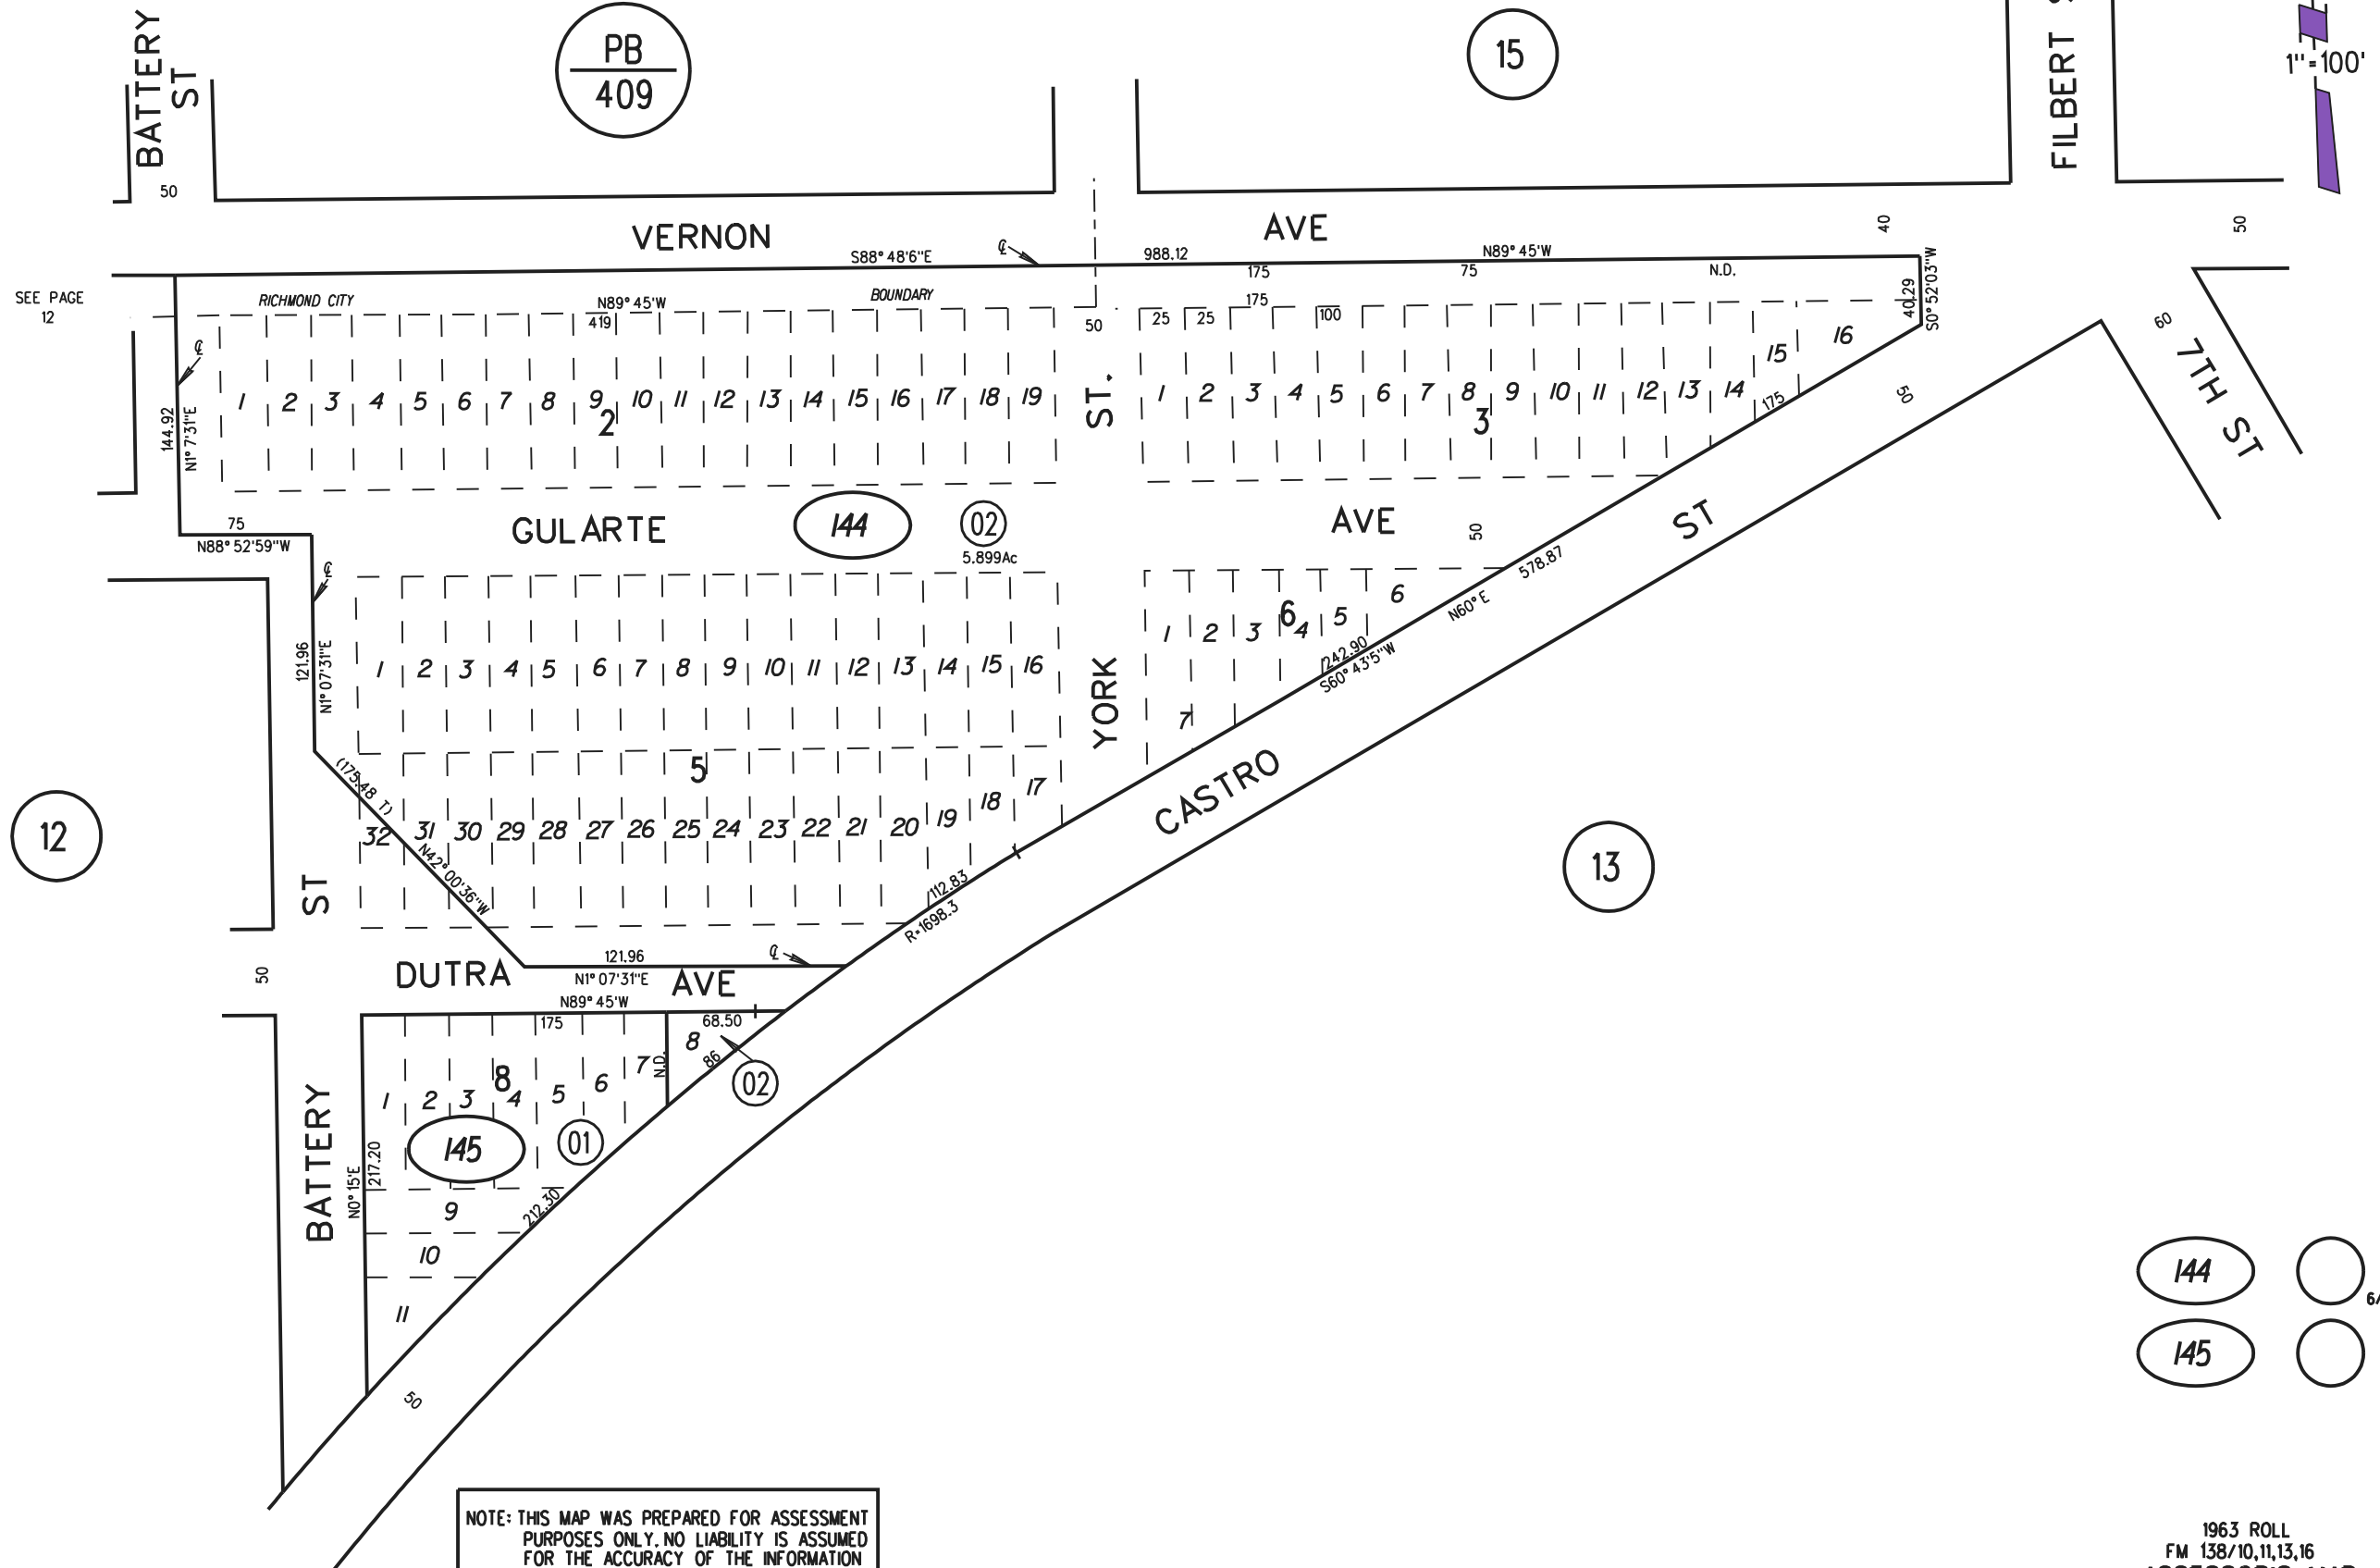 BATTERY
ST
PB
409
15
FILBERT
1"=100'
50
VERNON
AVE
40
50
S88° 48'6"E
℄
988.12
N89° 45'W
175
75
N.D.
SEE PAGE
12
RICHMOND CITY
N89° 45'W
BOUNDARY
175
419
50
25
25
100
40.29
S0° 52'03"W
60
7TH ST
℄
144.92
N1° 7'31"E
1 2 3 4 5 6 7 8 9 10 11 12 13 14 15 16 17 18 19
2
ST.
1 2 3 4 5 6 7 8 9 10 11 12 13 14 15 16
3
175
50
75
N88° 52'59"W
GULARTE
144
02
5.899Ac
AVE
50
ST
578.87
N60° E
℄
121.96
N1° 07'31"E
1 2 3 4 5 6 7 8 9 10 11 12 13 14 15 16
YORK
1 2 3 4 5 6
6
7
242.90
S60° 43'5"W
5
(175.48 T)
N42° 00'36"W
32 31 30 29 28 27 26 25 24 23 22 21 20 19 18 17
CASTRO
12
13
ST
112.83
R=1698.3
50
DUTRA
121.96
℄
N1° 07'31"E
AVE
N89° 45'W
175
68.50
8
86
02
N.D.
1 2 3 4 5 6 7
8
145
01
BATTERY
N0° 15'E
217.20
9
212.30
10
11
50
144
6/
145
NOTE: THIS MAP WAS PREPARED FOR ASSESSMENT
PURPOSES ONLY. NO LIABILITY IS ASSUMED
FOR THE ACCURACY OF THE INFORMATION
1963 ROLL
FM 138/10,11,13,16